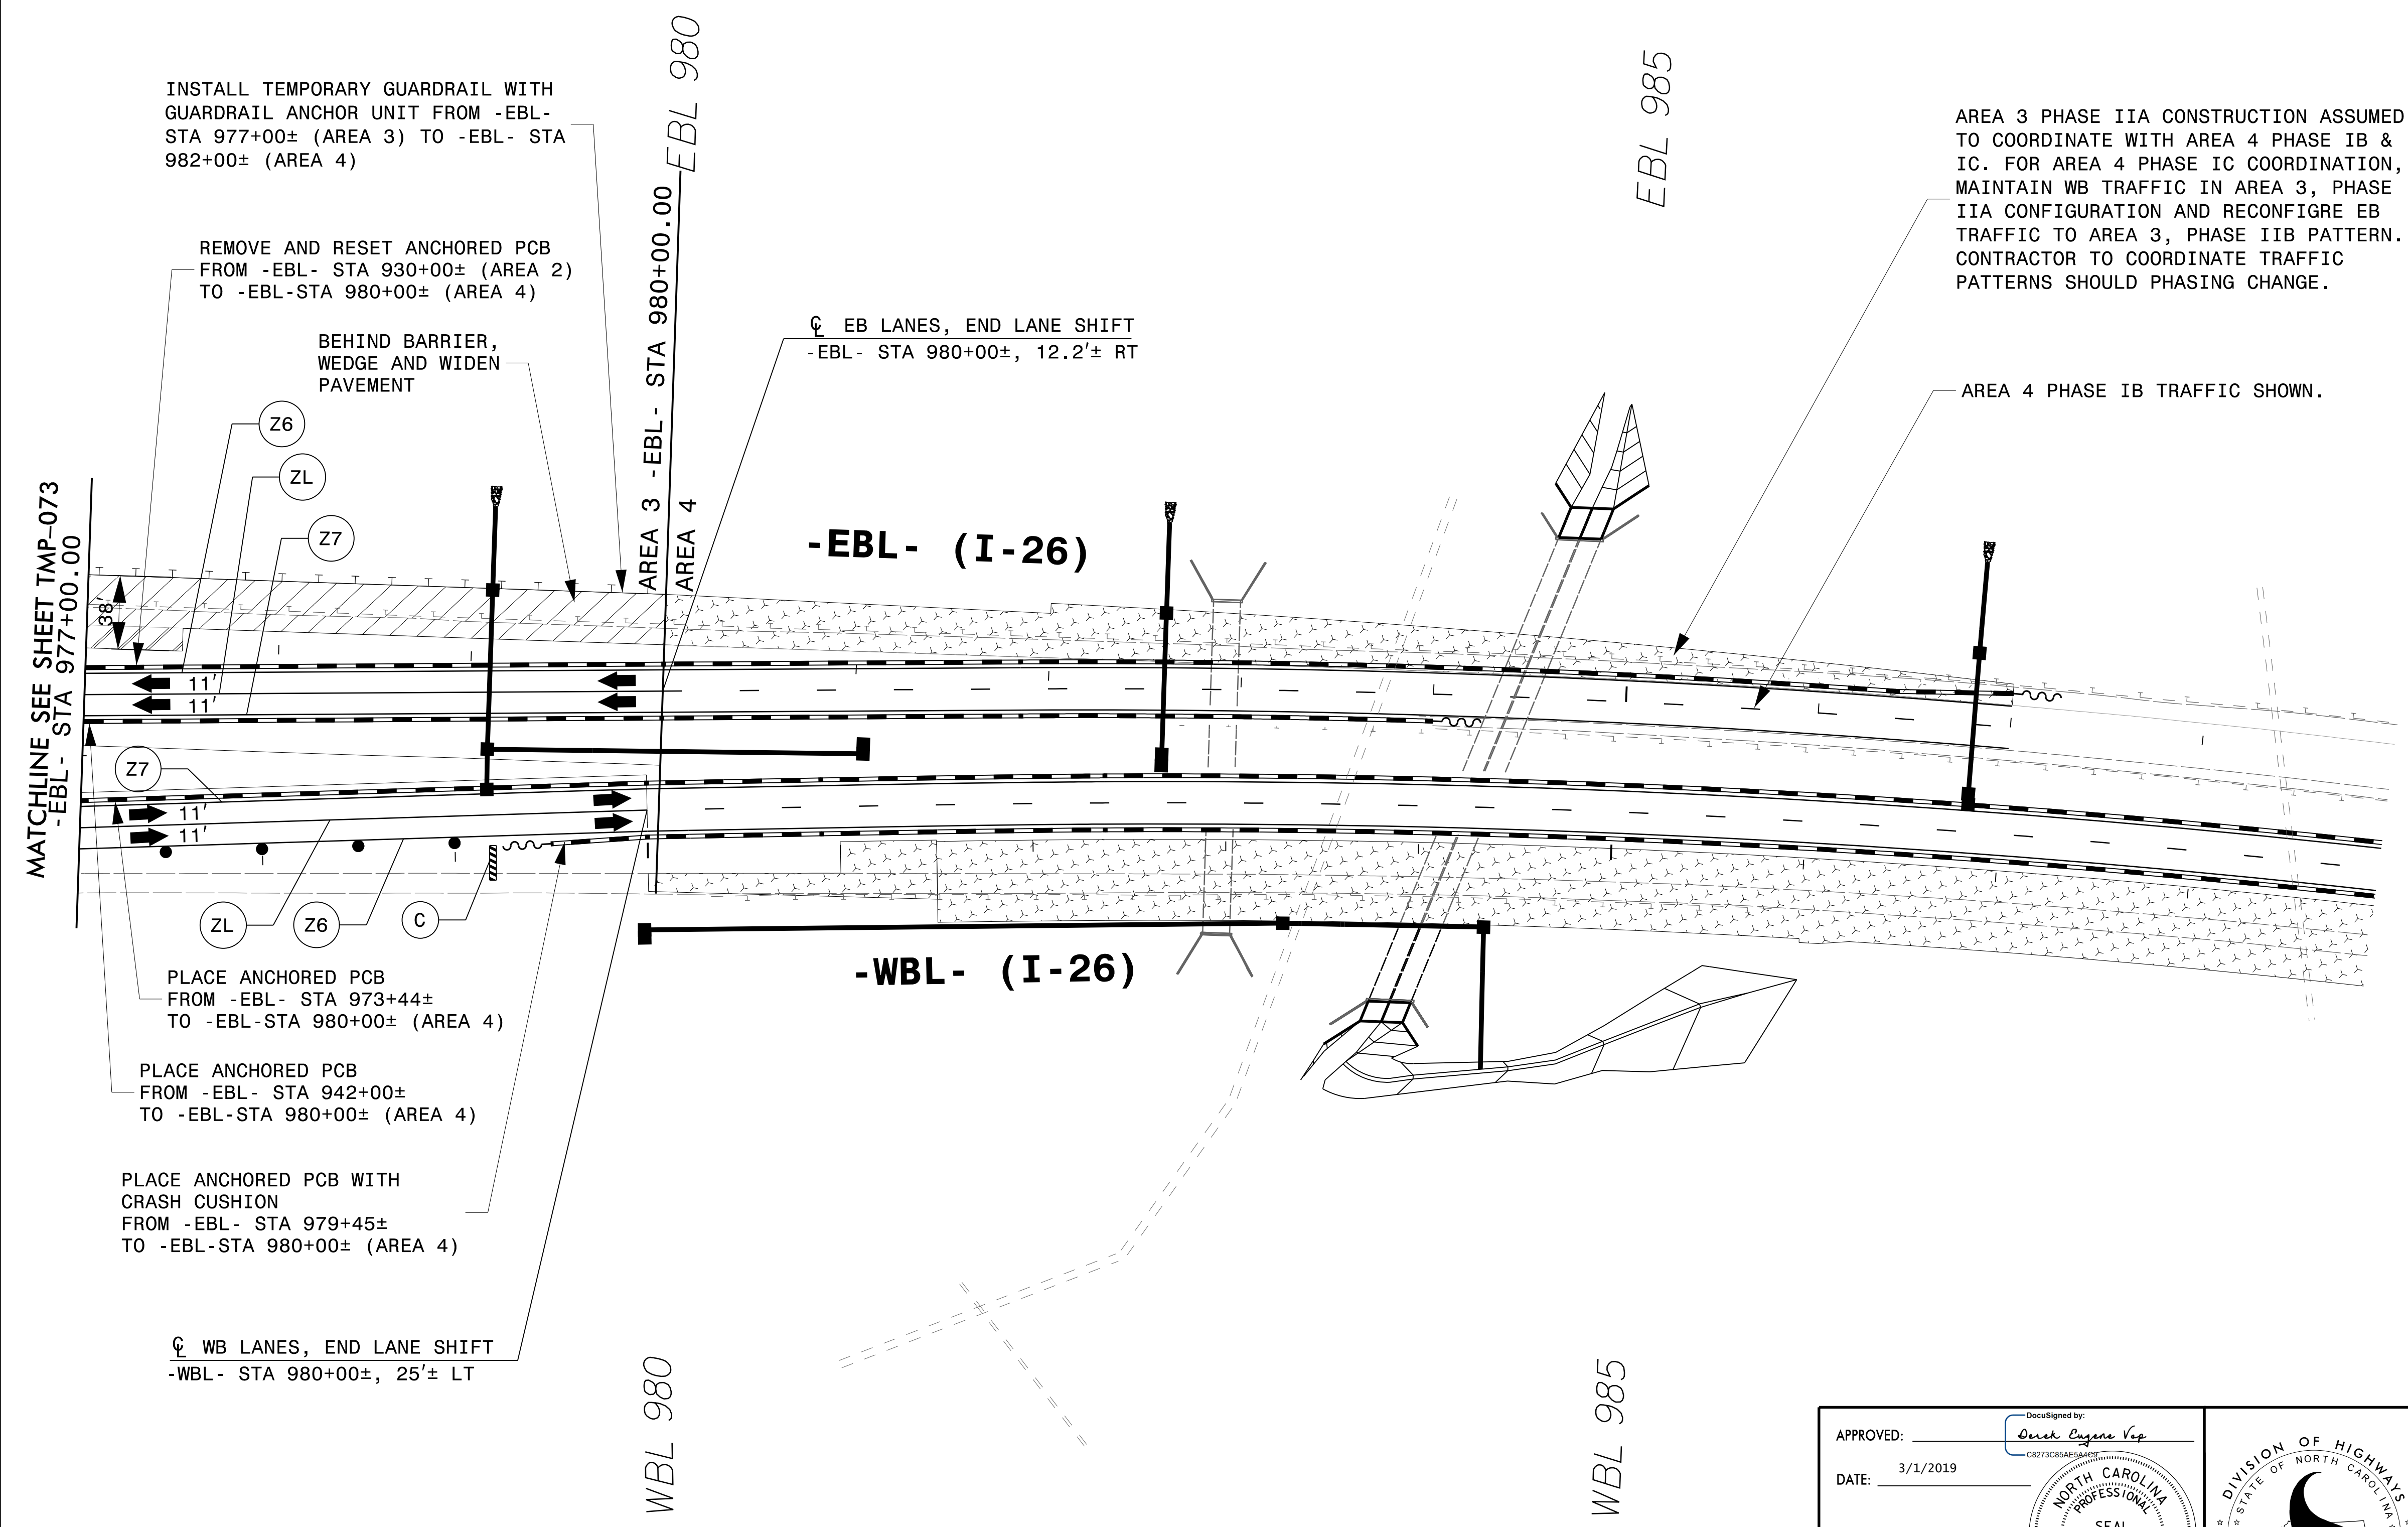 EBL 980
EBL 985
INSTALL TEMPORARY GUARDRAIL WITH
GUARDRAIL ANCHOR UNIT FROM -EBL-
STA 977+00± (AREA 3) TO -EBL- STA
982+00± (AREA 4)
REMOVE AND RESET ANCHORED PCB
FROM -EBL- STA 930+00± (AREA 2)
TO -EBL-STA 980+00± (AREA 4)
BEHIND BARRIER,
WEDGE AND WIDEN
PAVEMENT
AREA 3 -EBL- STA 980+00.00
AREA 4
℄ EB LANES, END LANE SHIFT
-EBL- STA 980+00±, 12.2'± RT
AREA 3 PHASE IIA CONSTRUCTION ASSUMED
TO COORDINATE WITH AREA 4 PHASE IB &
IC. FOR AREA 4 PHASE IC COORDINATION,
MAINTAIN WB TRAFFIC IN AREA 3, PHASE
IIA CONFIGURATION AND RECONFIGRE EB
TRAFFIC TO AREA 3, PHASE IIB PATTERN.
CONTRACTOR TO COORDINATE TRAFFIC
PATTERNS SHOULD PHASING CHANGE.
AREA 4 PHASE IB TRAFFIC SHOWN.
Z6
ZL
Z7
MATCHLINE SEE SHEET TMP-073
-EBL- STA 977+00.00
38'
-EBL- (I-26)
11'
11'
Z7
11'
11'
ZL
Z6
C
-WBL- (I-26)
PLACE ANCHORED PCB
FROM -EBL- STA 973+44±
TO -EBL-STA 980+00± (AREA 4)
PLACE ANCHORED PCB
FROM -EBL- STA 942+00±
TO -EBL-STA 980+00± (AREA 4)
PLACE ANCHORED PCB WITH
CRASH CUSHION
FROM -EBL- STA 979+45±
TO -EBL-STA 980+00± (AREA 4)
℄ WB LANES, END LANE SHIFT
-WBL- STA 980+00±, 25'± LT
WBL 980
WBL 985
APPROVED:
DocuSigned by:
Derek Eugene Vap
C8273C85AE5A4C9...
DATE: 3/1/2019
NORTH CAROLINA
PROFESSIONAL
SEAL
DIVISION OF HIGHWAYS
STATE OF NORTH CAROLINA